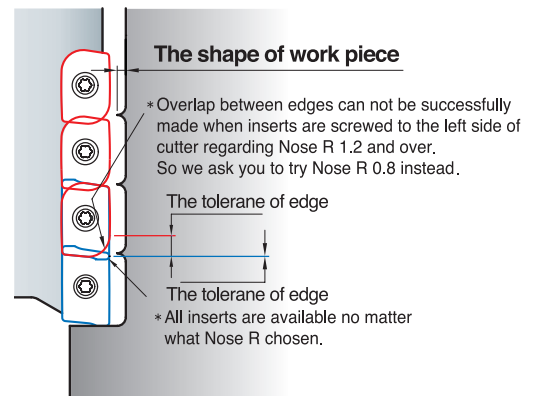 The shape of work piece
* Overlap between edges can not be successfully
made when inserts are screwed to the left side of
cutter regarding Nose R 1.2 and over.
So we ask you to try Nose R 0.8 instead.
The tolerane of edge
The tolerane of edge
* All inserts are available no matter
what Nose R chosen.